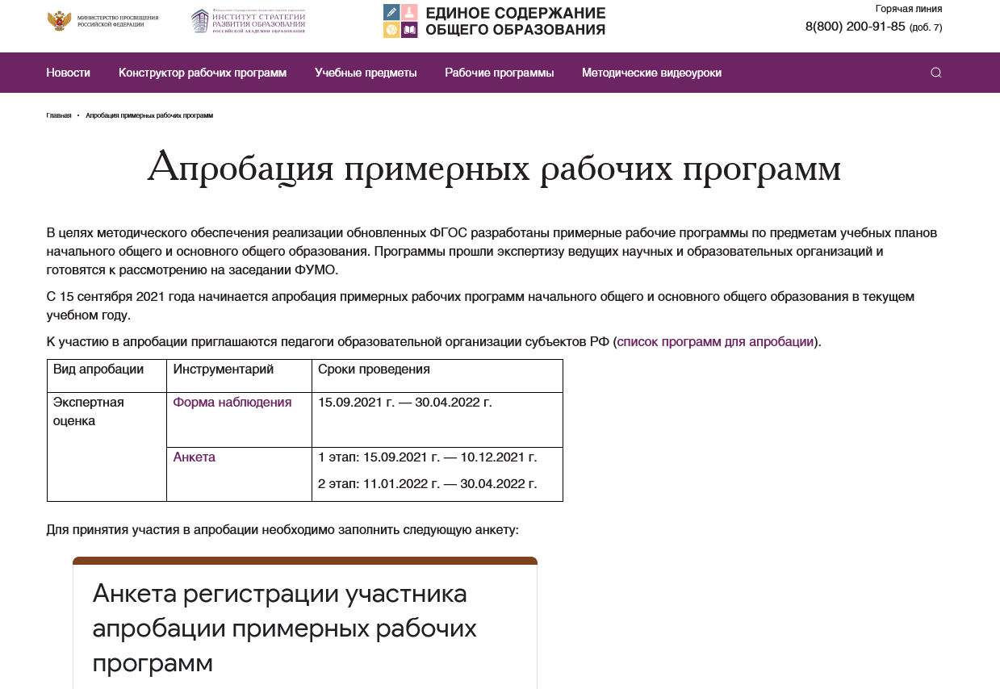 МИНИСТЕРСТВО ПРОСВЕЩЕНИЯ
РОССИЙСКОЙ ФЕДЕРАЦИИ
Федеральное государственное бюджетное научное учреждение
ИНСТИТУТ СТРАТЕГИИ
РАЗВИТИЯ ОБРАЗОВАНИЯ
РОССИЙСКОЙ АКАДЕМИИ ОБРАЗОВАНИЯ
ЕДИНОЕ СОДЕРЖАНИЕ
ОБЩЕГО ОБРАЗОВАНИЯ
Горячая линия
8(800) 200-91-85 (доб. 7)
Новости Конструктор рабочих программ Учебные предметы Рабочие программы Методические видеоуроки
Главная • Апробация примерных рабочих программ
Апробация примерных рабочих программ
В целях методического обеспечения реализации обновленных ФГОС разработаны примерные рабочие программы по предметам учебных планов
начального общего и основного общего образования. Программы прошли экспертизу ведущих научных и образовательных организаций и
готовятся к рассмотрению на заседании ФУМО.
С 15 сентября 2021 года начинается апробация примерных рабочих программ начального общего и основного общего образования в текущем
учебном году.
К участию в апробации приглашаются педагоги образовательной организации субъектов РФ (список программ для апробации).
Вид апробации Инструментарий Сроки проведения
Экспертная Форма наблюдения 15.09.2021 г. — 30.04.2022 г.
оценка
Анкета 1 этап: 15.09.2021 г. — 10.12.2021 г.
2 этап: 11.01.2022 г. — 30.04.2022 г.
Для принятия участия в апробации необходимо заполнить следующую анкету:
Анкета регистрации участника
апробации примерных рабочих
программ